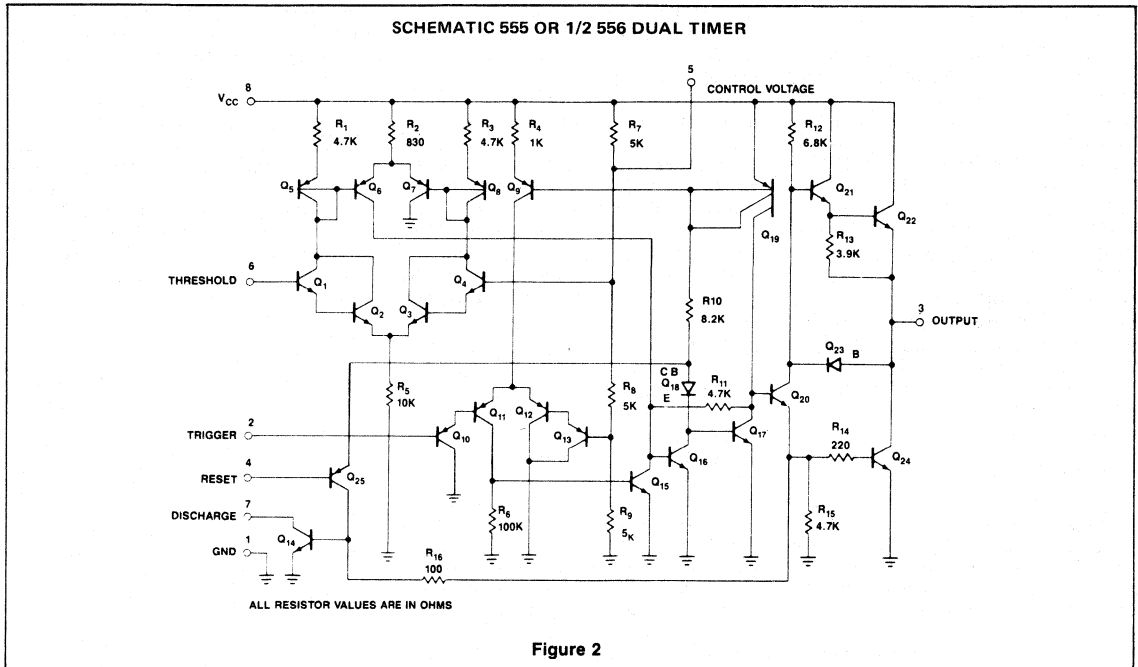 SCHEMATIC 555 OR 1/2 556 DUAL TIMER
5
CONTROL VOLTAGE
8
VCC
R1
4.7K
R2
830
R3
4.7K
R4
1K
R7
5K
R12
6.8K
Q5
Q6
Q7
Q8
Q9
Q19
Q21
Q22
R13
3.9K
6
THRESHOLD
Q1
Q2
Q3
Q4
R10
8.2K
3
OUTPUT
Q23
B
C B
Q18
E
R11
4.7K
R5
10K
R8
5K
Q20
Q10
Q11
Q12
Q13
Q17
R14
220
2
TRIGGER
Q16
Q24
4
RESET
Q25
Q15
R6
100K
R9
5K
R15
4.7K
7
DISCHARGE
Q14
1
GND
R16
100
ALL RESISTOR VALUES ARE IN OHMS
Figure 2